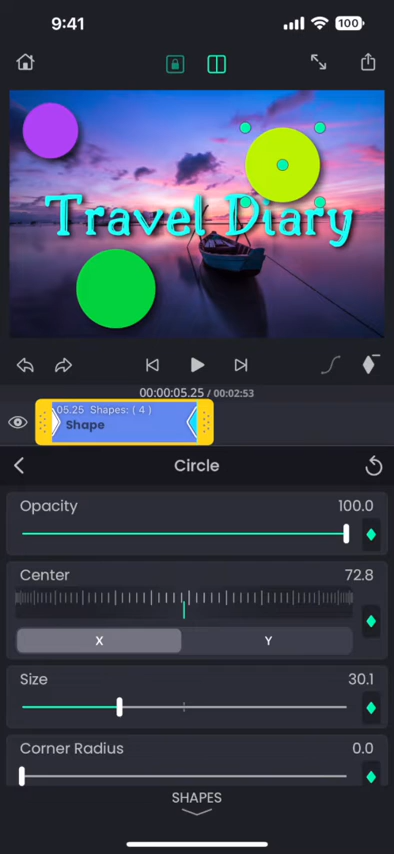 9:41
100
Travel Diary
00:00:05.25 / 00:02:53
05.25 Shapes: ( 4 )
Shape
Circle
Opacity 100.0
Center 72.8
X Y
Size 30.1
Corner Radius 0.0
SHAPES